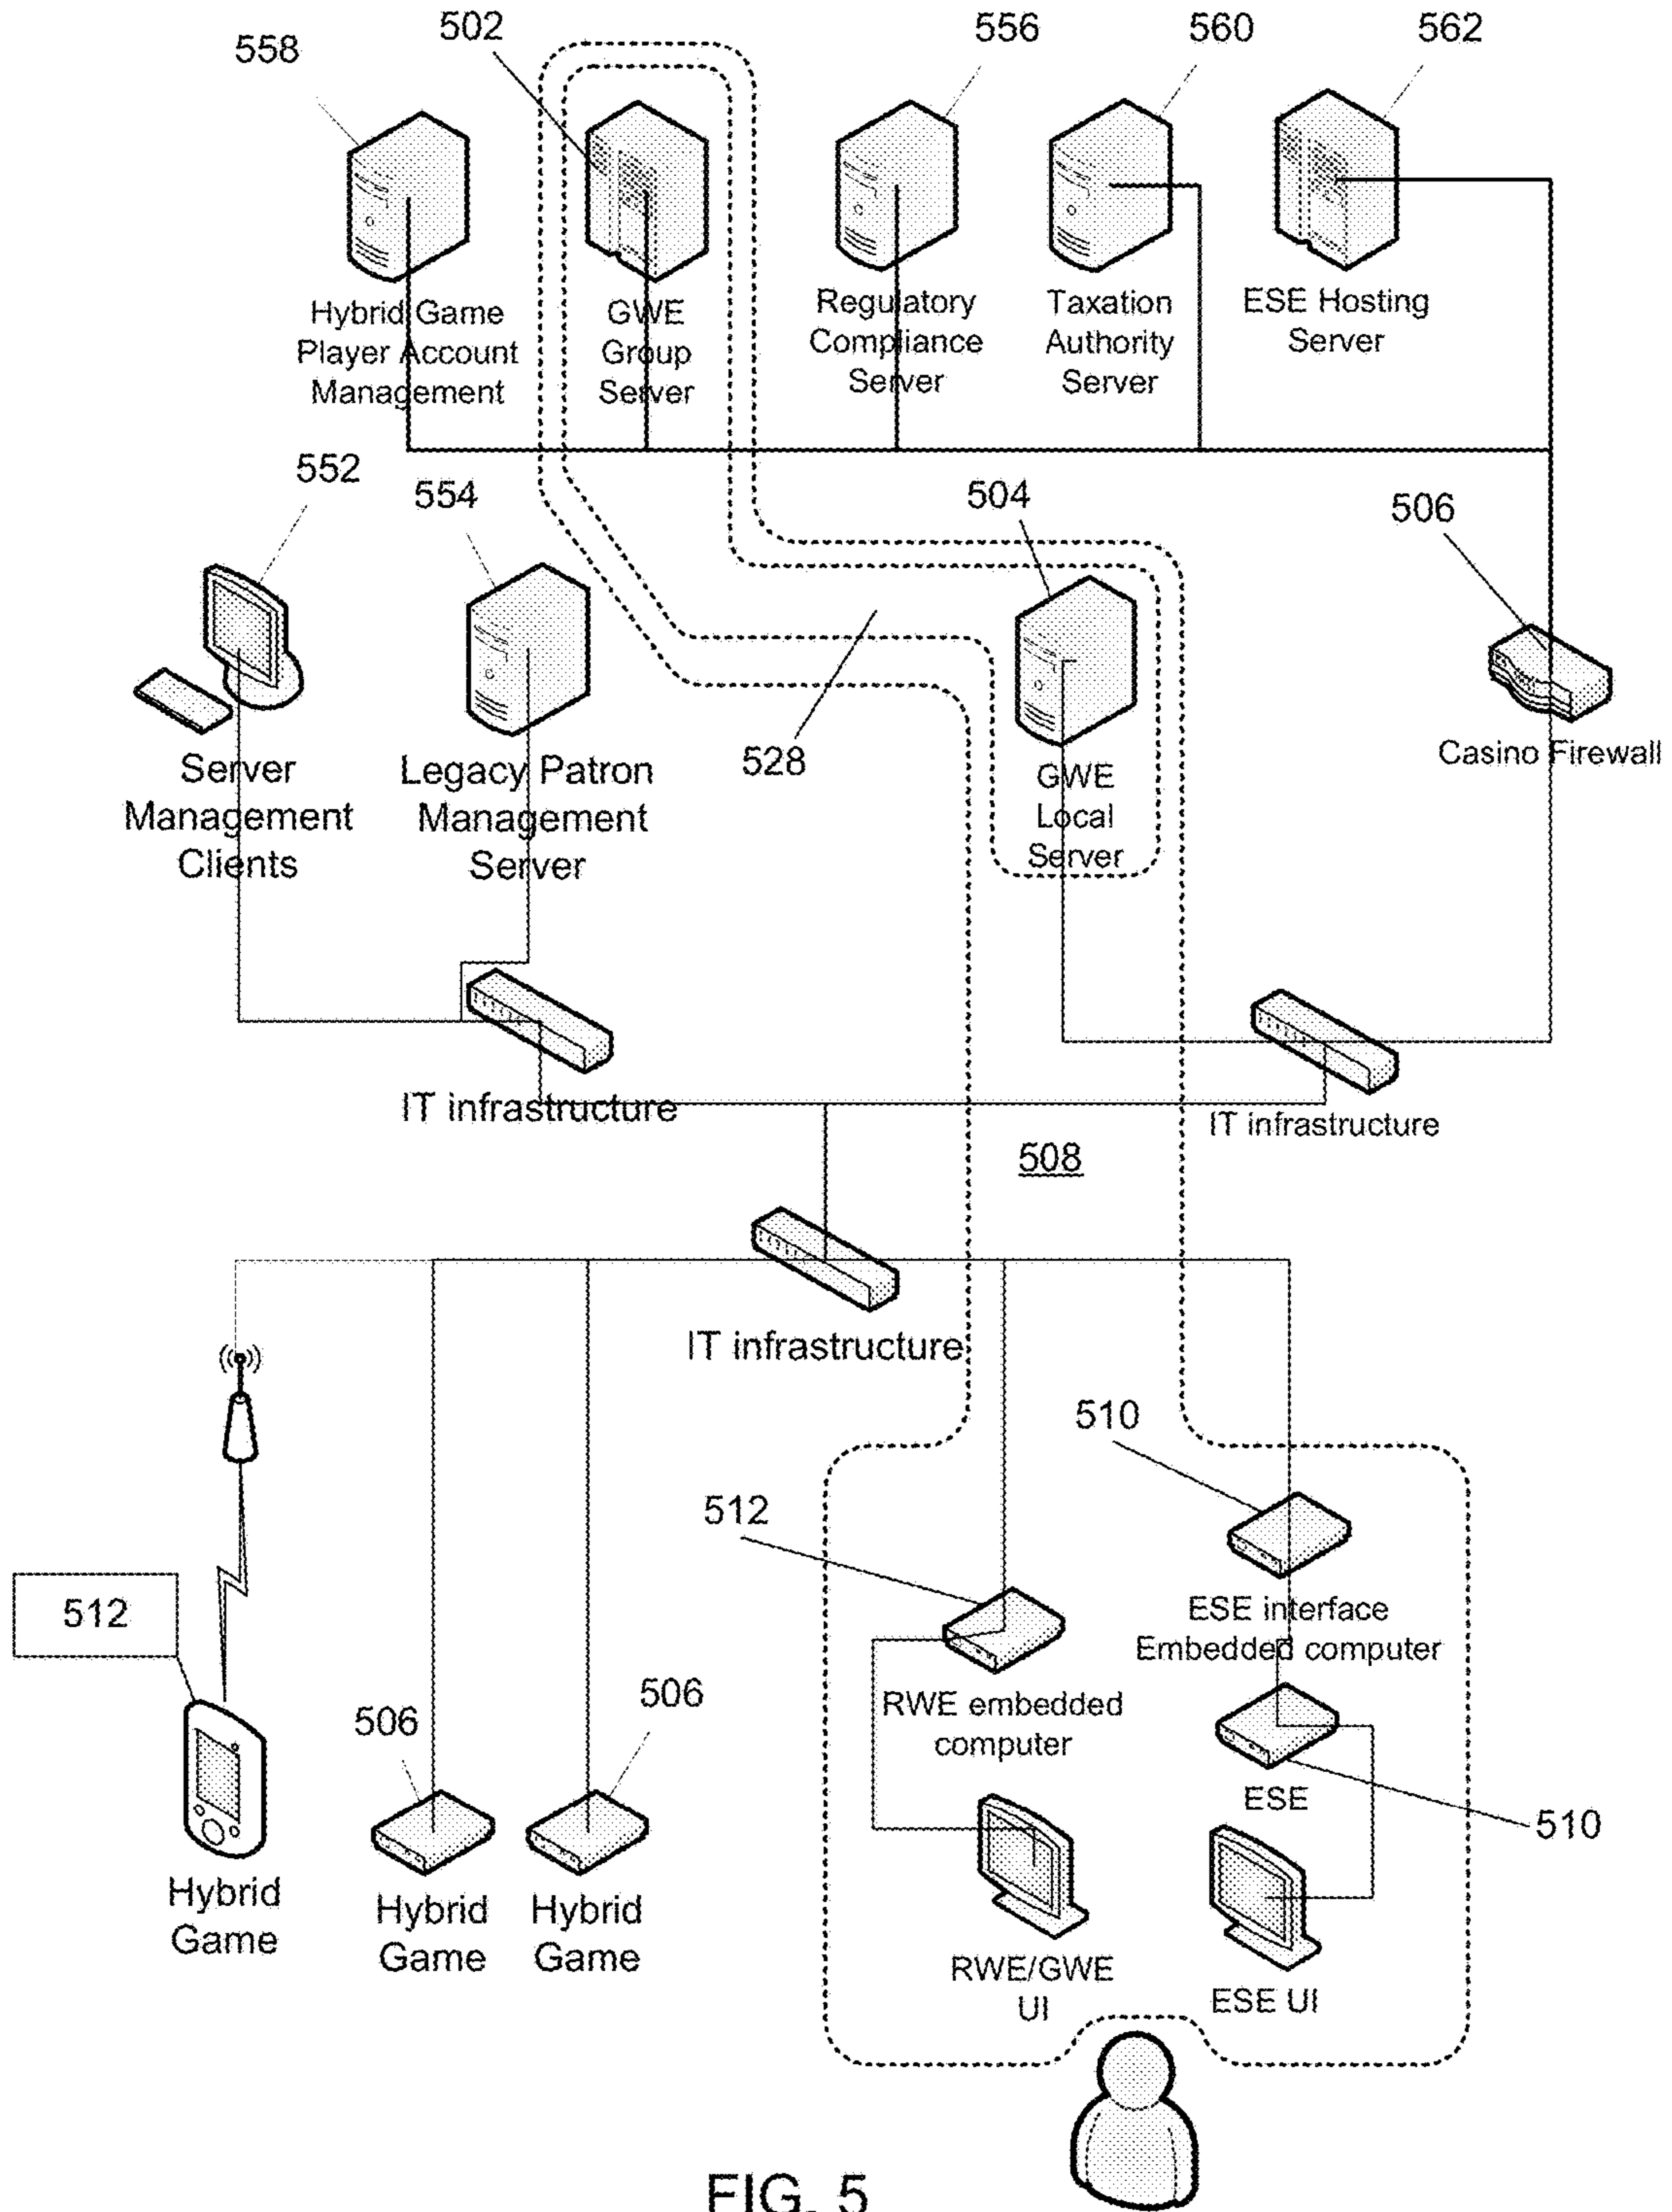 558
502
556
560
562
Hybrid Game
Player Account
Management
GWE
Group
Server
Regulatory
Compliance
Server
Taxation
Authority
Server
ESE Hosting
Server
552
554
504
506
Server
Management
Clients
Legacy Patron
Management
Server
528
GWE
Local
Server
Casino Firewall
IT infrastructure
IT infrastructure
508
IT infrastructure
510
512
512
ESE interface
Embedded computer
506
506
RWE embedded
computer
ESE
510
Hybrid
Game
Hybrid
Game
Hybrid
Game
RWE/GWE
UI
ESE UI
FIG. 5